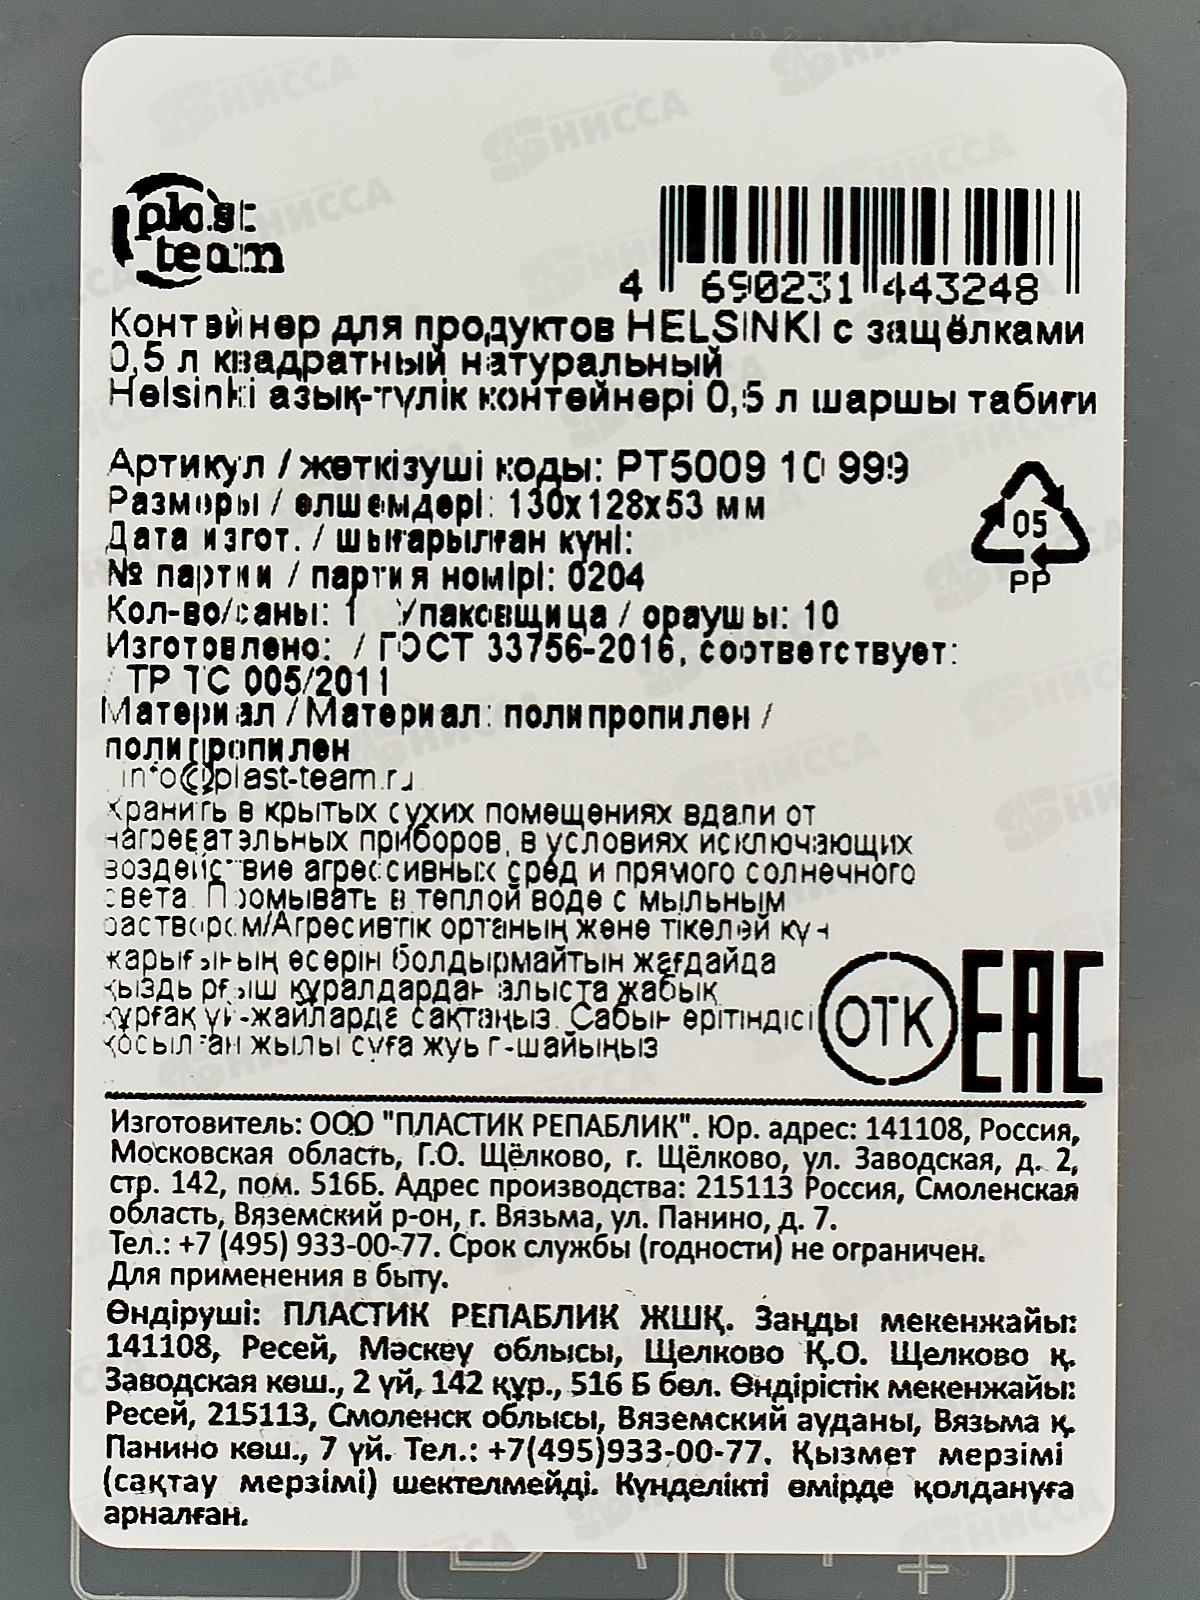 plast
team
4 690231 443248
Контейнер для продуктов HELSINKI с защёлками
0,5 л квадратный натуральный
Helsinki азық-түлік контейнері 0,5 л шаршы табиғи
Артикул / жеткізуші коды: PT5009 10 999
Размеры / өлшемдері: 130x128x53 мм
Дата изгот. / шығарылған күні:
№ партии / партия номірі: 0204
Кол-во/саны: 1 Упаковщица / ораушы: 10
Изготовлено: / ГОСТ 33756-2016, соответствует:
/ ТР ТС 005/2011
Материал / Материал: полипропилен /
полипропилен
info@plast-team.ru
Хранить в крытых сухих помещениях вдали от
нагревательных приборов, в условиях исключающих
воздействие агрессивных сред и прямого солнечного
света. Промывать в теплой воде с мыльным
раствором/Агресивтік ортаның және тікелей күн
жарығының әсерін болдырмайтын жағдайда
қыздырғыш құралдардан алыста жабық
құрғақ үй-жайларда сақтаңыз. Сабын ерітіндісі
қосылған жылы суға жуып-шайыңыз
05
PP
ОТК
ЕАС
Изготовитель: ООО "ПЛАСТИК РЕПАБЛИК". Юр. адрес: 141108, Россия,
Московская область, Г.О. Щёлково, г. Щёлково, ул. Заводская, д. 2,
стр. 142, пом. 516Б. Адрес производства: 215113 Россия, Смоленская
область, Вяземский р-он, г. Вязьма, ул. Панино, д. 7.
Тел.: +7 (495) 933-00-77. Срок службы (годности) не ограничен.
Для применения в быту.
Өндіруші: ПЛАСТИК РЕПАБЛИК ЖШҚ. Заңды мекенжайы:
141108, Ресей, Мәскеу облысы, Щелково Қ.О. Щелково қ.
Заводская көш., 2 үй, 142 құр., 516 Б бөл. Өндірістік мекенжайы:
Ресей, 215113, Смоленск облысы, Вяземский ауданы, Вязьма қ.
Панино көш., 7 үй. Тел.: +7(495)933-00-77. Қызмет мерзімі
(сақтау мерзімі) шектелмейді. Күнделікті өмірде қолдануға
арналған.